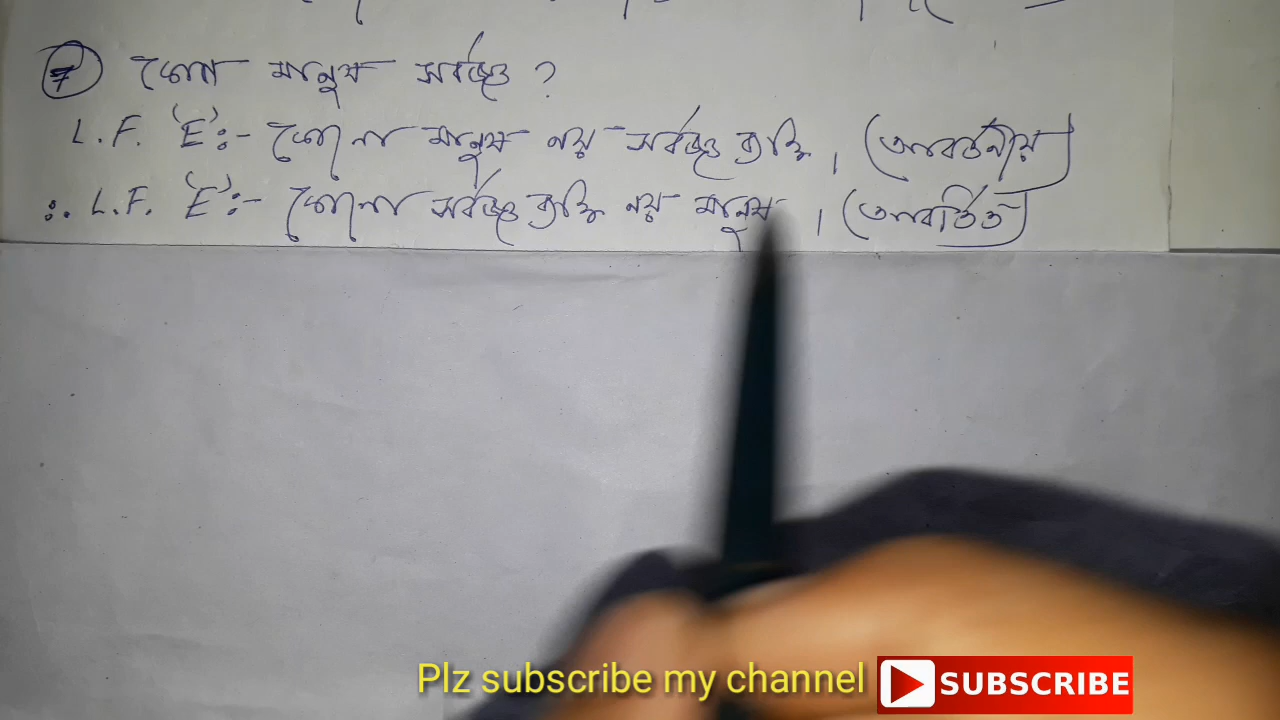 7 কোন মানুষ সর্বজ্ঞ ?
L.F. 'E':- কোনো মানুষ নয় সর্বজ্ঞ ব্যক্তি । (আবর্তনীয়)
∴ L.F. 'E':- কোনো সর্বজ্ঞ ব্যক্তি নয় মানুষ । (আবর্তিত)
Plz subscribe my channel
SUBSCRIBE